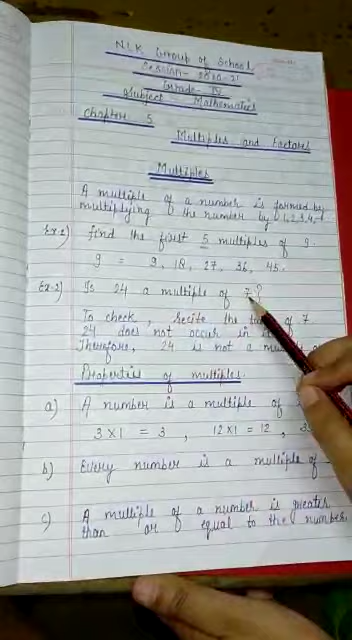 NLK Group of School
Session - 2020-21
Grade - IV
Subject - Mathematics
Chapter 5
Multiples and Factors
Multiples
A multiple of a number is formed by
multiplying the number by 1,2,3,4,-
Ex1) find the first 5 multiples of 9.
9 = 9, 18, 27, 36, 45.
Ex-2) Is 24 a multiple of 7?
To check, recite the of 7
24 does not occur in
Therefore, 24 is not a
Properties of multiples.
a) A number is a multiple of
3 x 1 = 3, 12 x 1 = 12,
b) Every number is a multiple of
c) A multiple of a number is greater
than or equal to the number